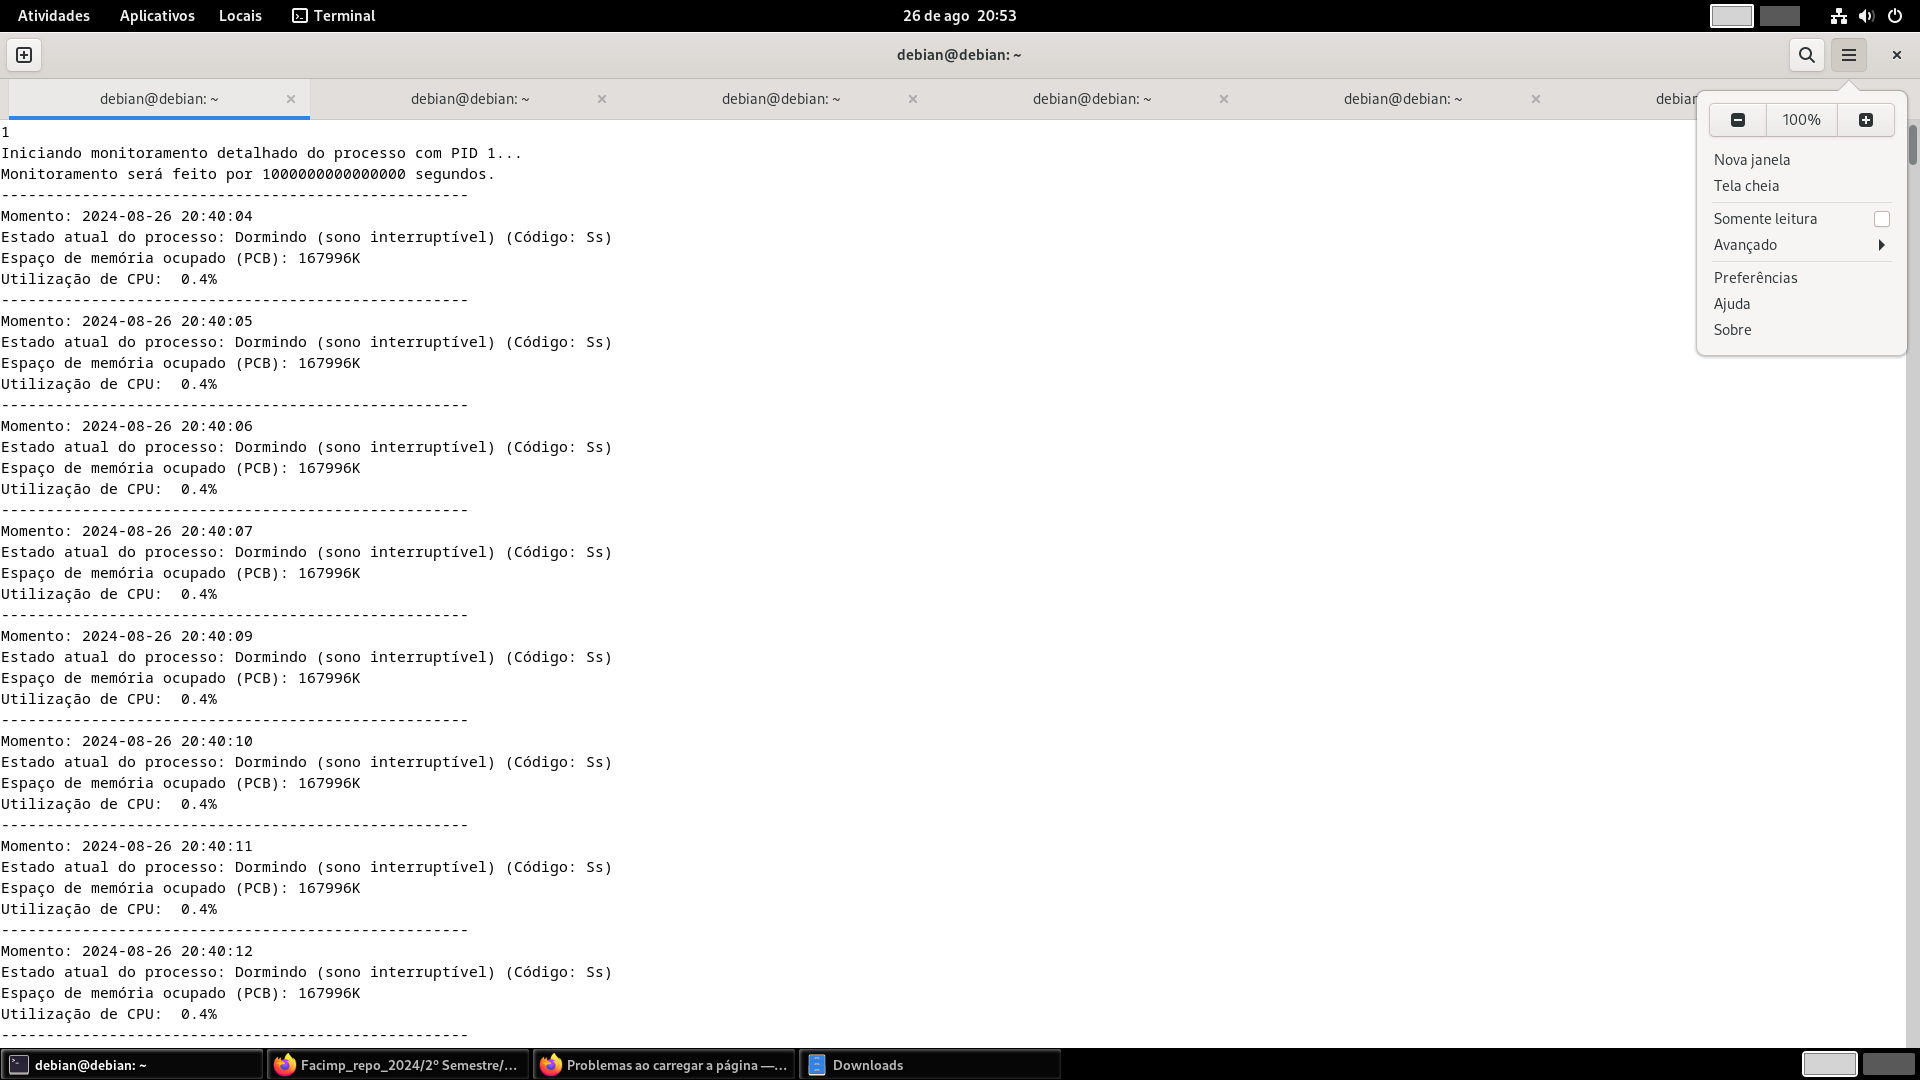 Atividades Aplicativos Locais Terminal 26 de ago 20:53
debian@debian: ~
debian@debian: ~ debian@debian: ~ debian@debian: ~ debian@debian: ~ debian@debian: ~ debian
100%
Nova janela
Tela cheia
Somente leitura
Avançado
Preferências
Ajuda
Sobre
1
Iniciando monitoramento detalhado do processo com PID 1...
Monitoramento será feito por 1000000000000000 segundos.
----------------------------------------------------
Momento: 2024-08-26 20:40:04
Estado atual do processo: Dormindo (sono interruptível) (Código: Ss)
Espaço de memória ocupado (PCB): 167996K
Utilização de CPU:  0.4%
----------------------------------------------------
Momento: 2024-08-26 20:40:05
Estado atual do processo: Dormindo (sono interruptível) (Código: Ss)
Espaço de memória ocupado (PCB): 167996K
Utilização de CPU:  0.4%
----------------------------------------------------
Momento: 2024-08-26 20:40:06
Estado atual do processo: Dormindo (sono interruptível) (Código: Ss)
Espaço de memória ocupado (PCB): 167996K
Utilização de CPU:  0.4%
----------------------------------------------------
Momento: 2024-08-26 20:40:07
Estado atual do processo: Dormindo (sono interruptível) (Código: Ss)
Espaço de memória ocupado (PCB): 167996K
Utilização de CPU:  0.4%
----------------------------------------------------
Momento: 2024-08-26 20:40:09
Estado atual do processo: Dormindo (sono interruptível) (Código: Ss)
Espaço de memória ocupado (PCB): 167996K
Utilização de CPU:  0.4%
----------------------------------------------------
Momento: 2024-08-26 20:40:10
Estado atual do processo: Dormindo (sono interruptível) (Código: Ss)
Espaço de memória ocupado (PCB): 167996K
Utilização de CPU:  0.4%
----------------------------------------------------
Momento: 2024-08-26 20:40:11
Estado atual do processo: Dormindo (sono interruptível) (Código: Ss)
Espaço de memória ocupado (PCB): 167996K
Utilização de CPU:  0.4%
----------------------------------------------------
Momento: 2024-08-26 20:40:12
Estado atual do processo: Dormindo (sono interruptível) (Código: Ss)
Espaço de memória ocupado (PCB): 167996K
Utilização de CPU:  0.4%
----------------------------------------------------
debian@debian: ~ Facimp_repo_2024/2º Semestre/... Problemas ao carregar a página —... Downloads